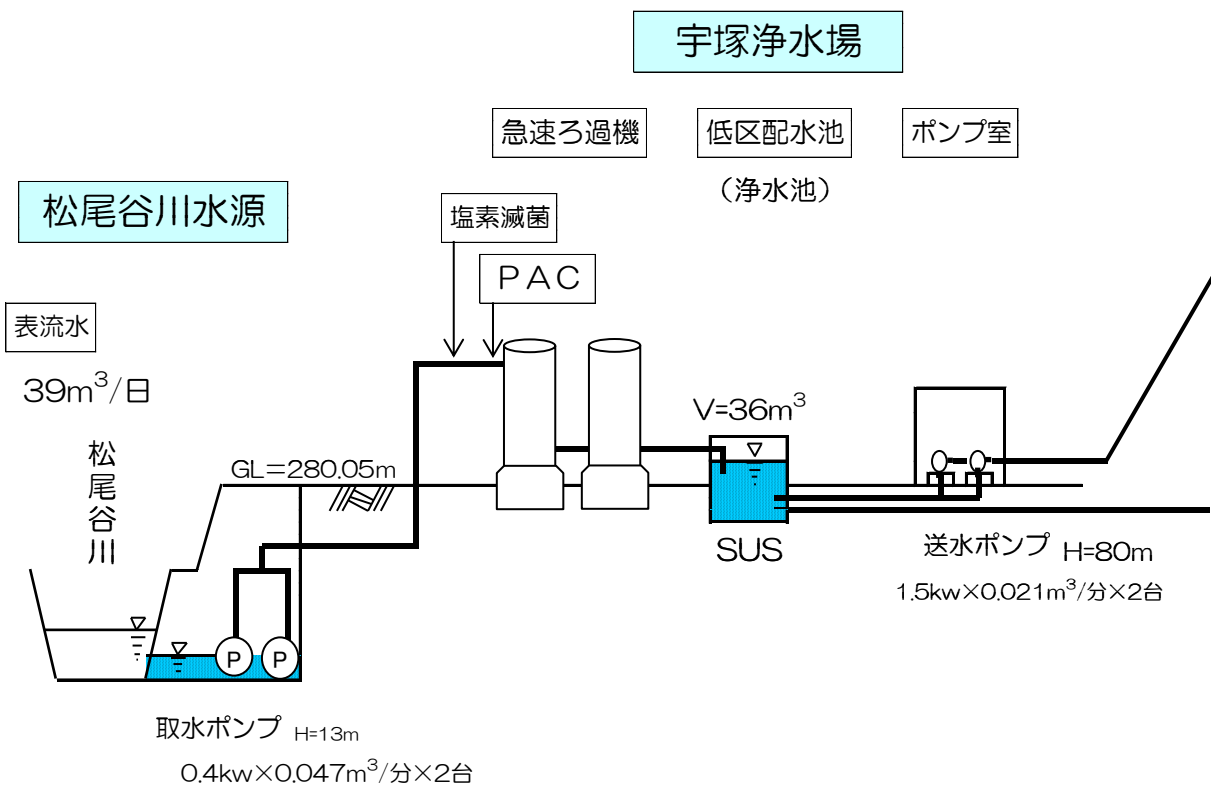 宇塚浄水場
急速ろ過機
低区配水池
ポンプ室
（浄水池）
松尾谷川水源
塩素滅菌
PAC
表流水
39m³/日
V=36m³
松尾谷川
GL=280.05m
SUS
送水ポンプ H=80m
1.5kw×0.021m³/分×2台
P
P
取水ポンプ H=13m
0.4kw×0.047m³/分×2台